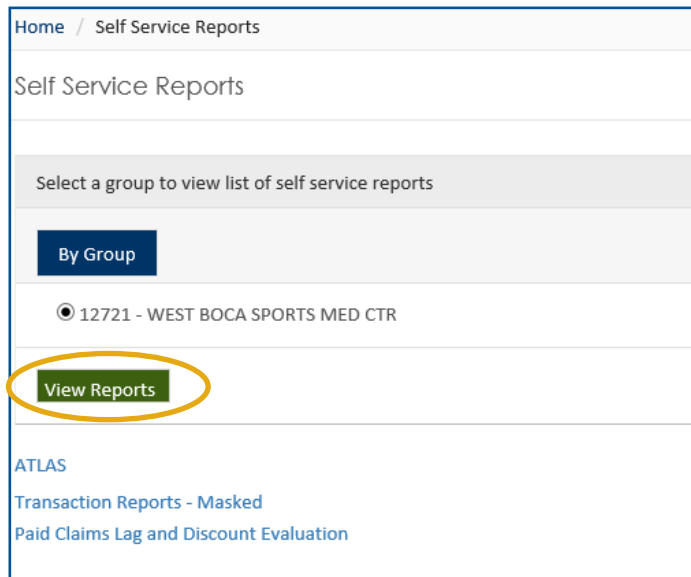 Home / Self Service Reports
Self Service Reports
Select a group to view list of self service reports
By Group
12721 - WEST BOCA SPORTS MED CTR
View Reports
ATLAS
Transaction Reports - Masked
Paid Claims Lag and Discount Evaluation